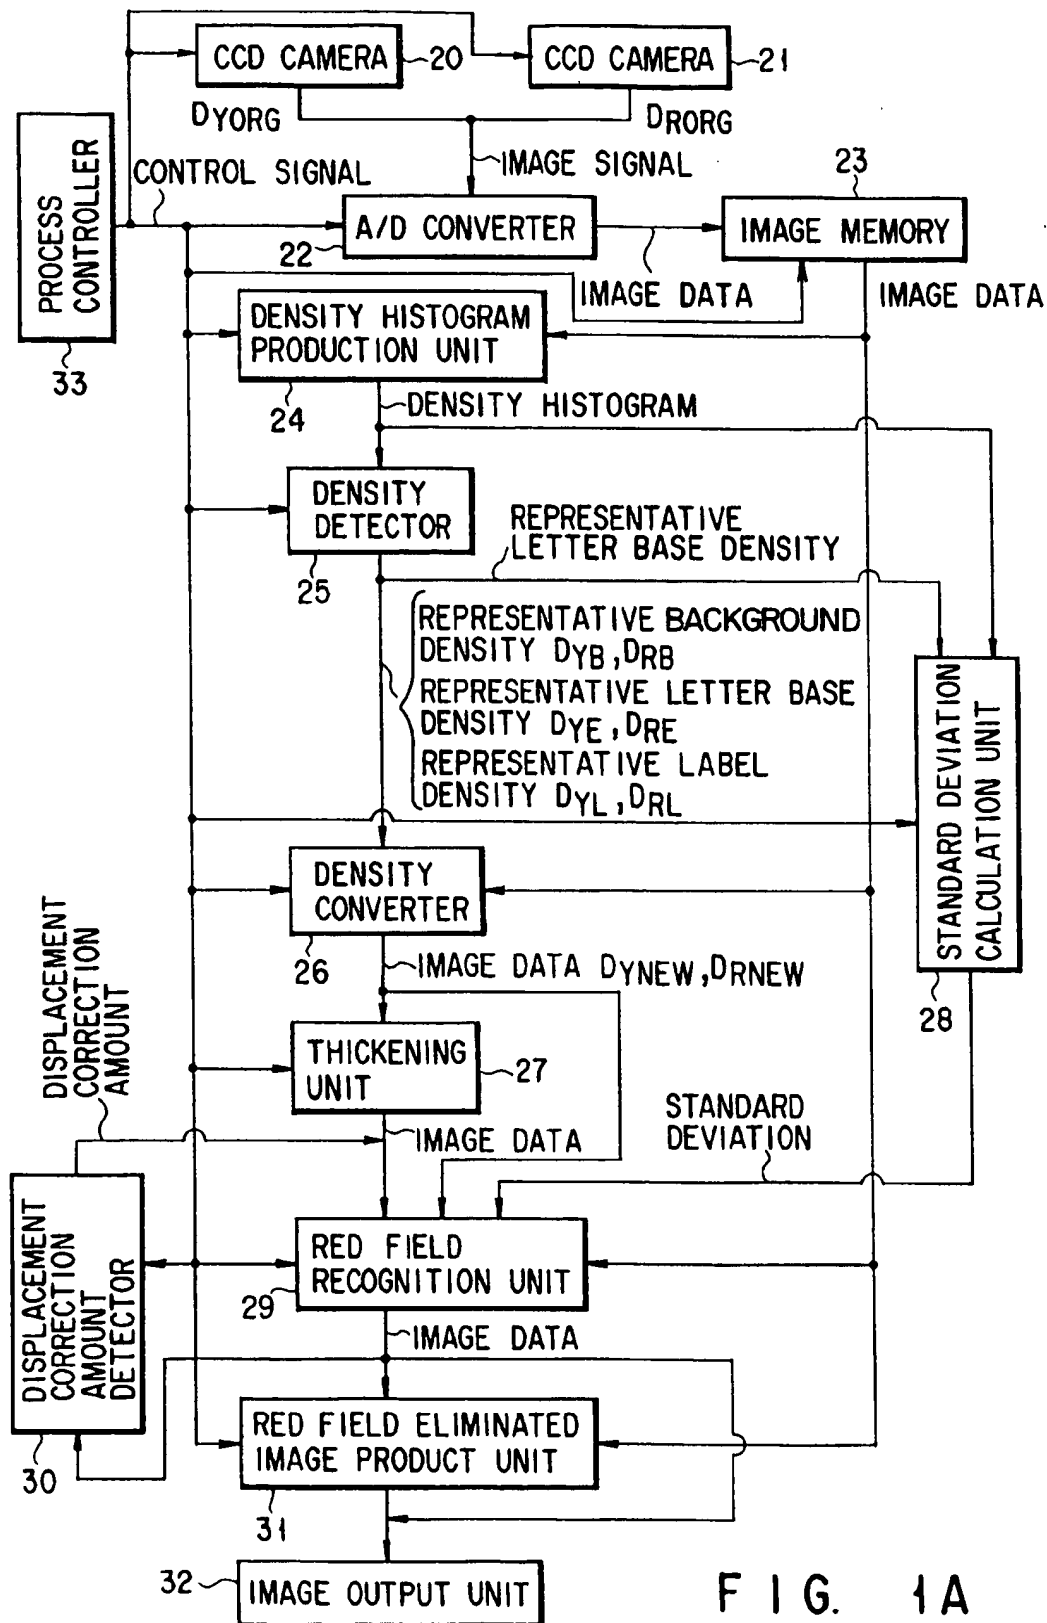 CCD CAMERA
20
CCD CAMERA
21
DYORG
DRORG
PROCESS
CONTROLLER
33
CONTROL SIGNAL
IMAGE SIGNAL
23
A/D CONVERTER
22
IMAGE MEMORY
IMAGE DATA
IMAGE DATA
DENSITY HISTOGRAM
PRODUCTION UNIT
24
DENSITY HISTOGRAM
DENSITY
DETECTOR
25
REPRESENTATIVE
LETTER BASE DENSITY
REPRESENTATIVE BACKGROUND
DENSITY DYB, DRB
REPRESENTATIVE LETTER BASE
DENSITY DYE, DRE
REPRESENTATIVE LABEL
DENSITY DYL, DRL
STANDARD DEVIATION
CALCULATION UNIT
28
DENSITY
CONVERTER
26
IMAGE DATA DYNEW, DRNEW
DISPLACEMENT
CORRECTION
AMOUNT
THICKENING
UNIT
27
IMAGE DATA
STANDARD
DEVIATION
DISPLACEMENT
CORRECTION
AMOUNT
DETECTOR
30
RED FIELD
RECOGNITION UNIT
29
IMAGE DATA
RED FIELD ELIMINATED
IMAGE PRODUCT UNIT
31
32
IMAGE OUTPUT UNIT
FIG. 1A